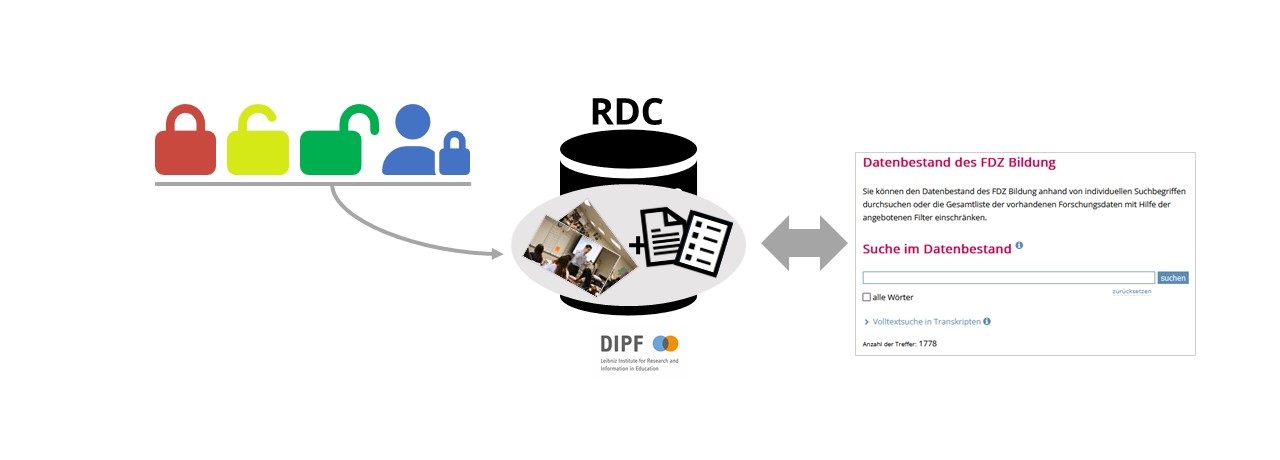 RDC
+
DIPF
Leibniz Institute for Research and
Information in Education
Datenbestand des FDZ Bildung
Sie können den Datenbestand des FDZ Bildung anhand von individuellen Suchbegriffen
durchsuchen oder die Gesamtliste der vorhandenen Forschungsdaten mit Hilfe der
angebotenen Filter einschränken.
Suche im Datenbestand i
suchen
zurücksetzen
alle Wörter
Volltextsuche in Transkripten i
Anzahl der Treffer: 1778